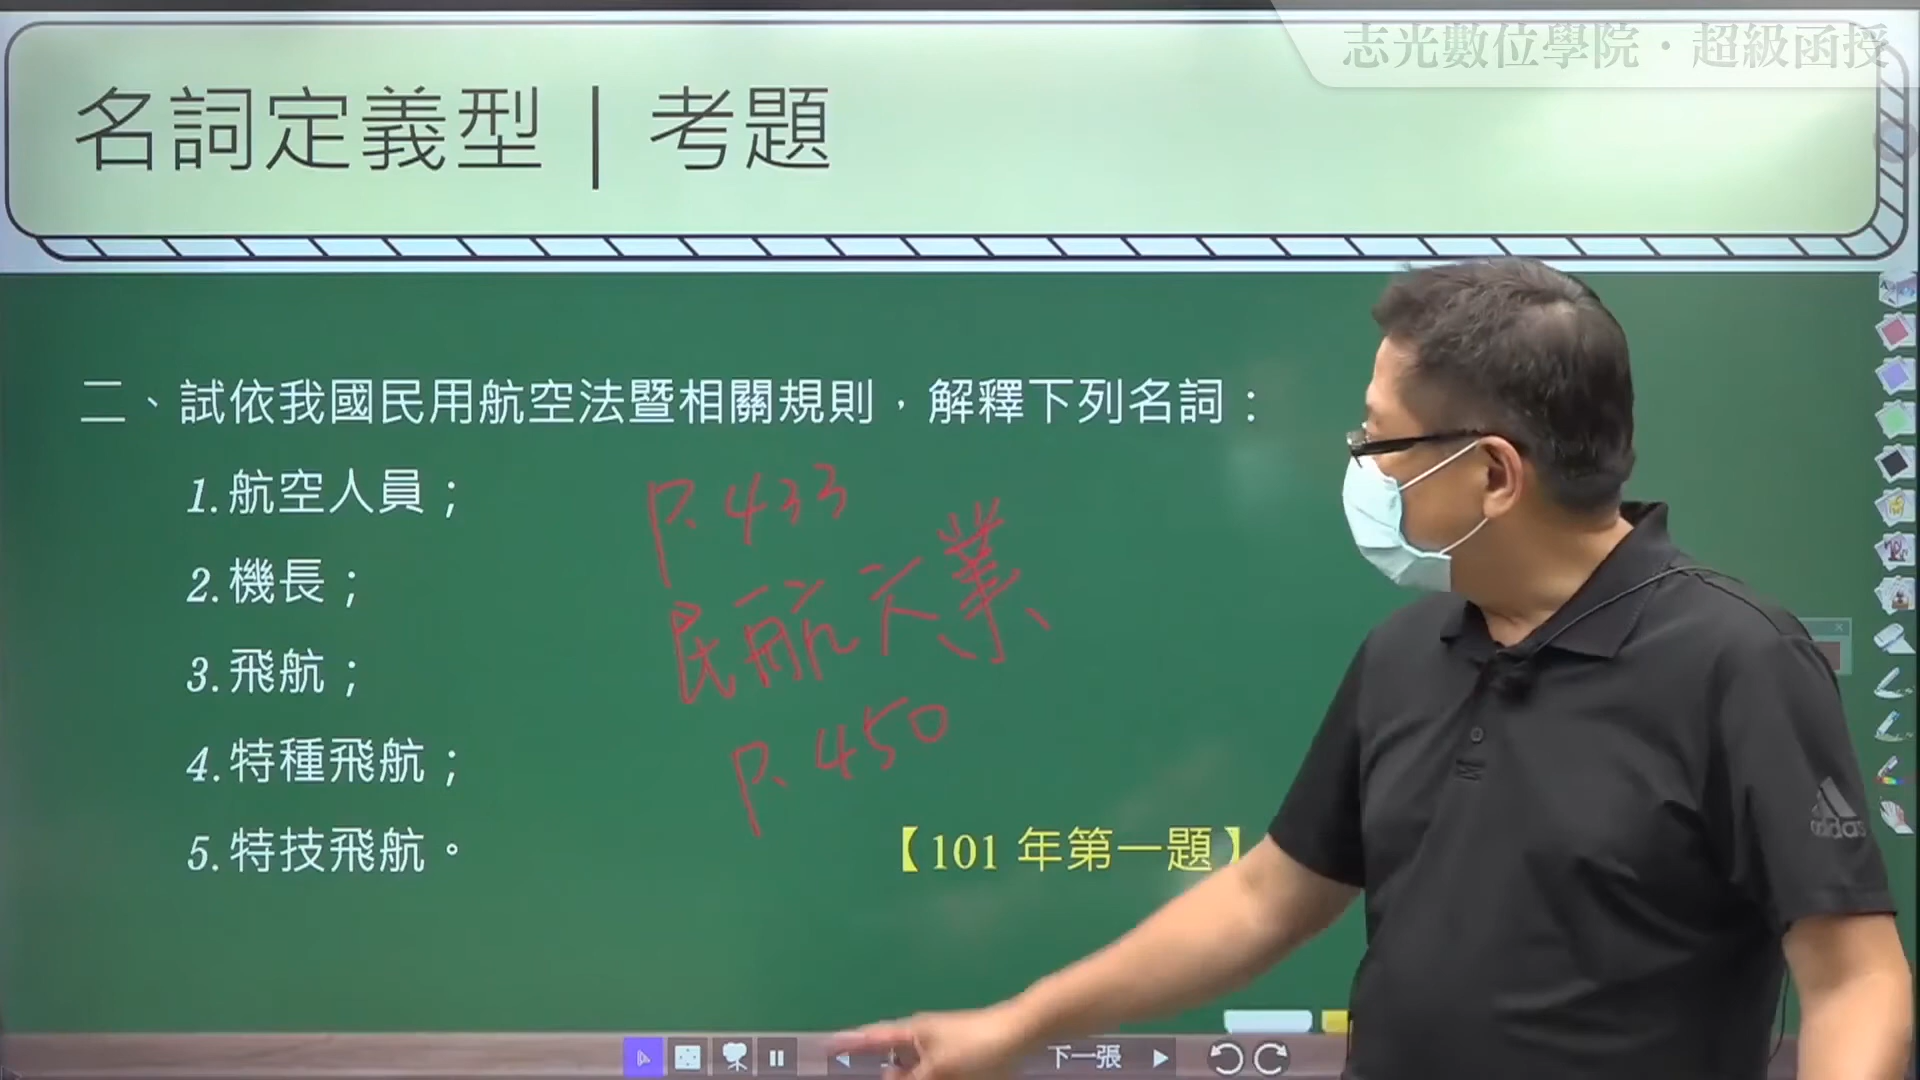 志光數位學院・超級函授
名詞定義型｜考題
二、試依我國民用航空法暨相關規則，解釋下列名詞：
1.航空人員；
2.機長；
3.飛航；
4.特種飛航；
5.特技飛航。
P.433
民航六業
P.450
【101 年第一題】
adidas
下一張